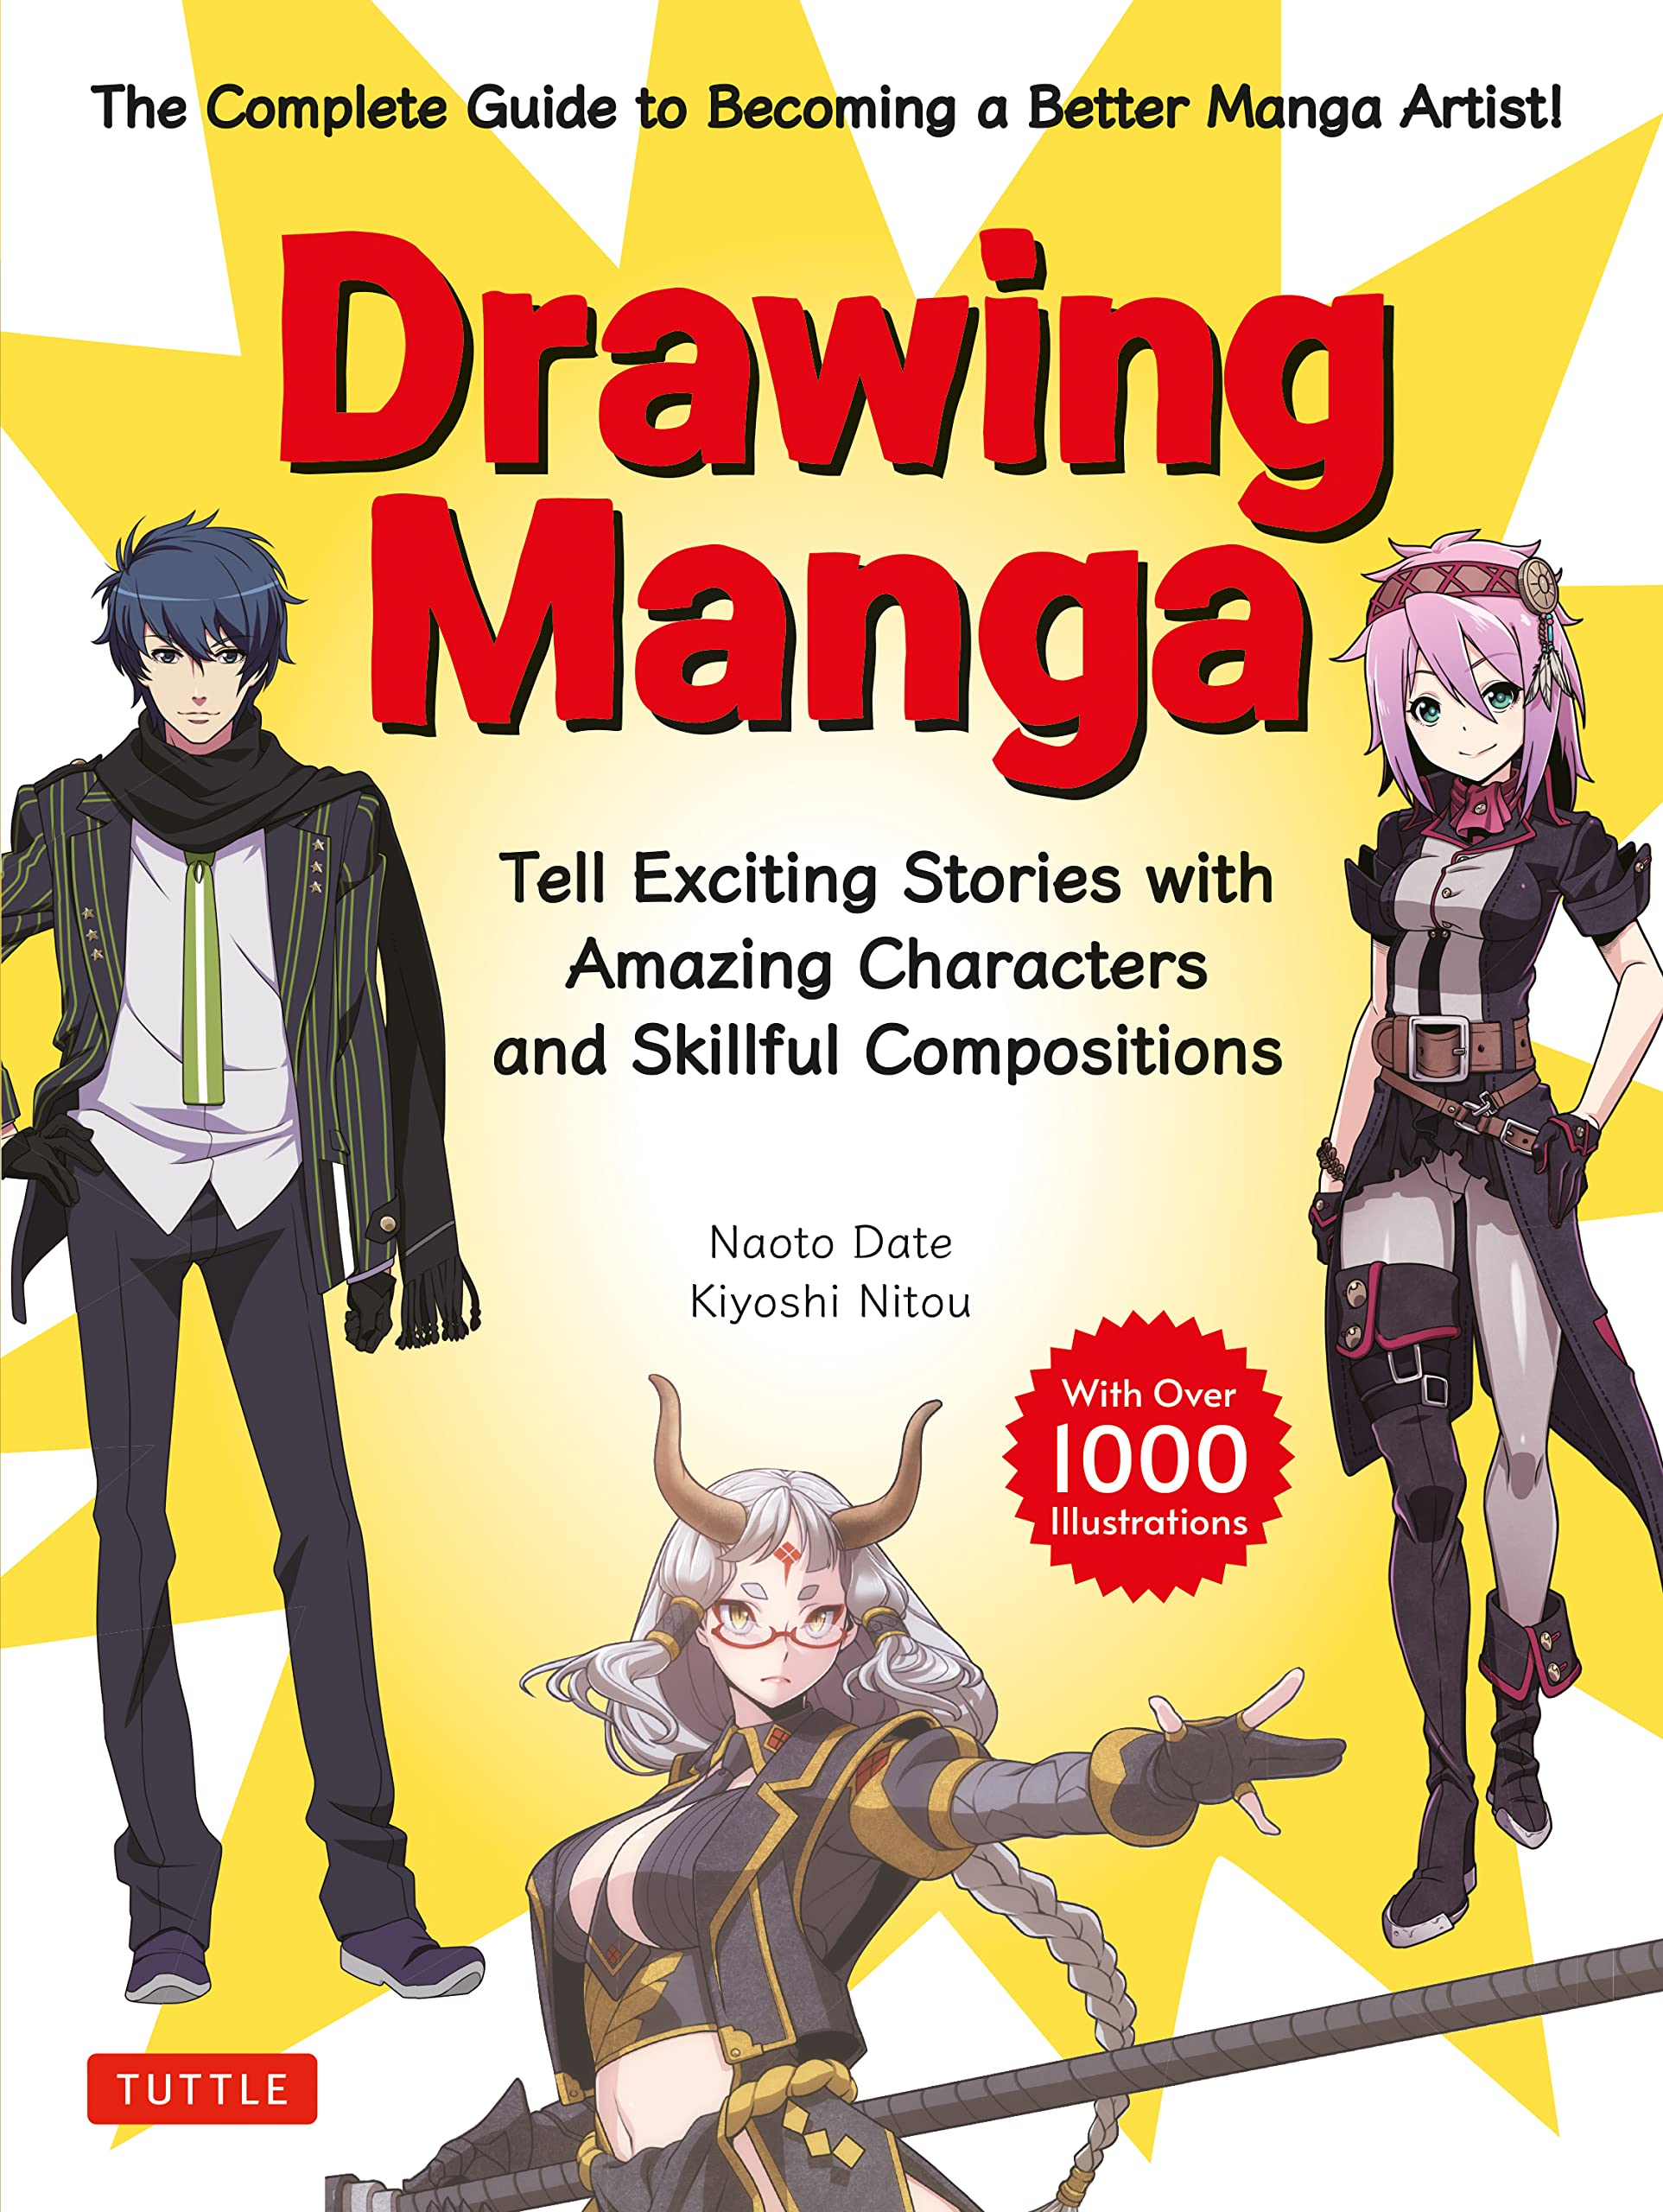 The Complete Guide to Becoming a Better Manga Artist!
Drawing
Manga
Tell Exciting Stories with
Amazing Characters
and Skillful Compositions
Naoto Date
Kiyoshi Nitou
With Over
1000
Illustrations
TUTTLE